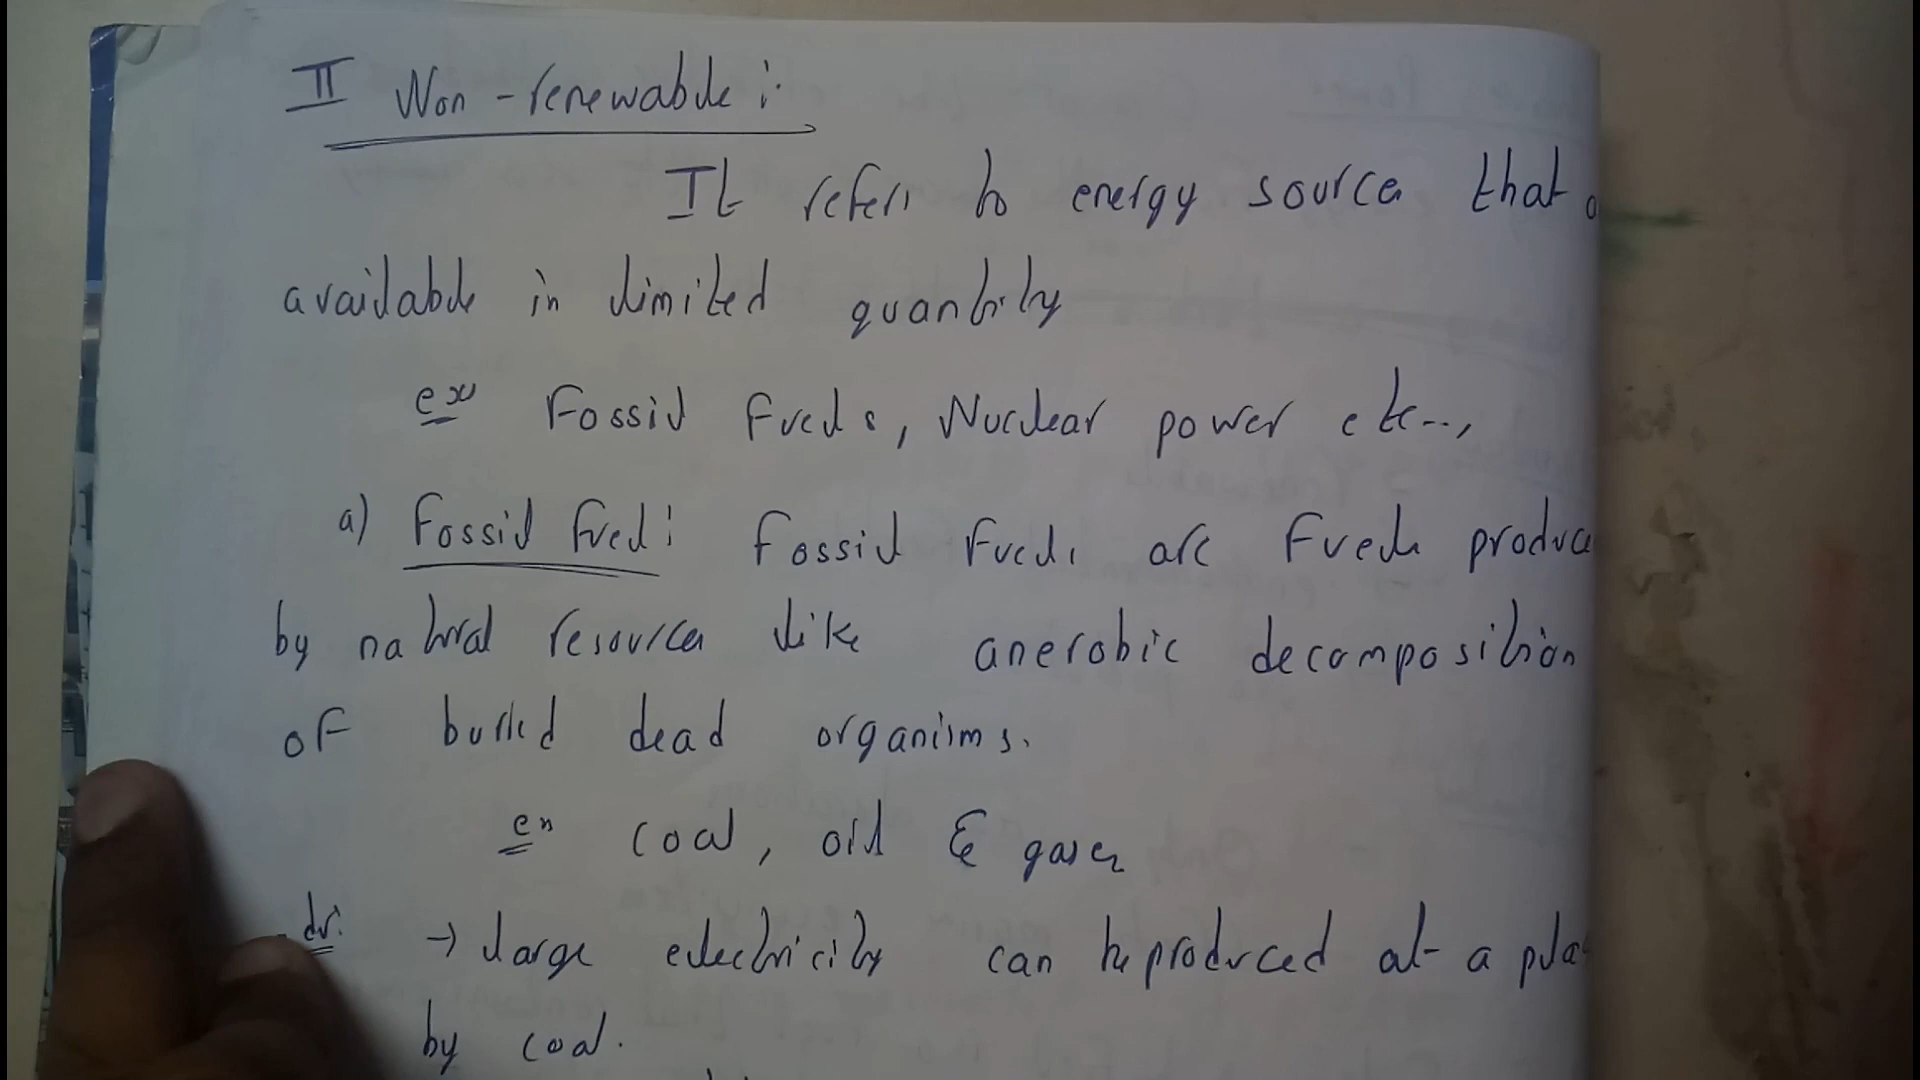 II Non-renewable :
It refers to energy source that
available in limited quantity
ex Fossil Fuels, Nuclear power etc..,
a) Fossil fuel: Fossil Fuels are Fuels produc
by natural resources like anerobic decomposition
of buried dead organisms.
ex coal, oil & gases
→ large electricity can be produced at a pla
by coal.